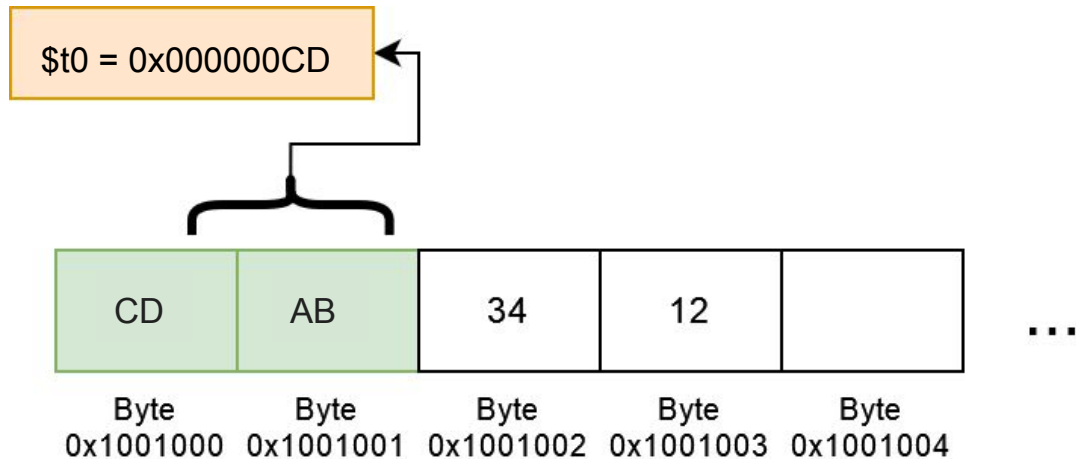 $t0 = 0x000000CD
CD AB 34 12
...
Byte Byte Byte Byte Byte
0x1001000 0x1001001 0x1001002 0x1001003 0x1001004